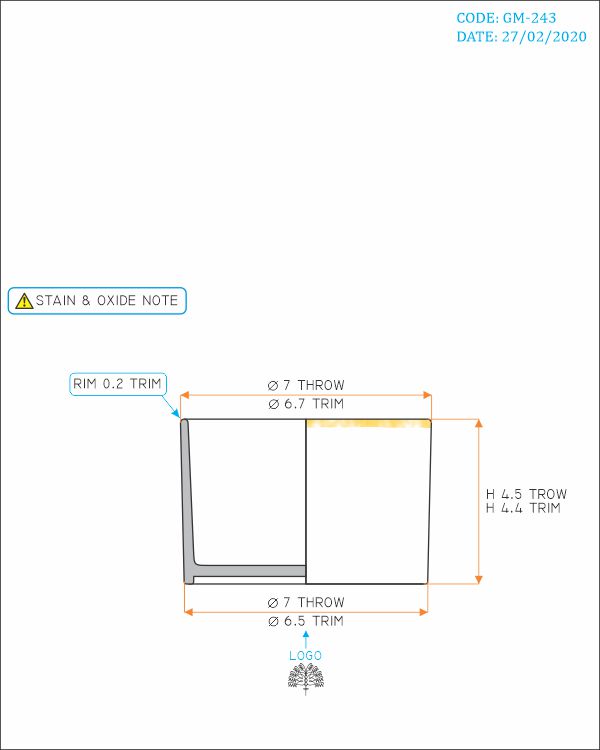 CODE: GM-243
DATE: 27/02/2020
STAIN & OXIDE NOTE
RIM 0.2 TRIM
Ø 7 THROW
Ø 6.7 TRIM
H 4.5 TROW
H 4.4 TRIM
Ø 7 THROW
Ø 6.5 TRIM
LOGO